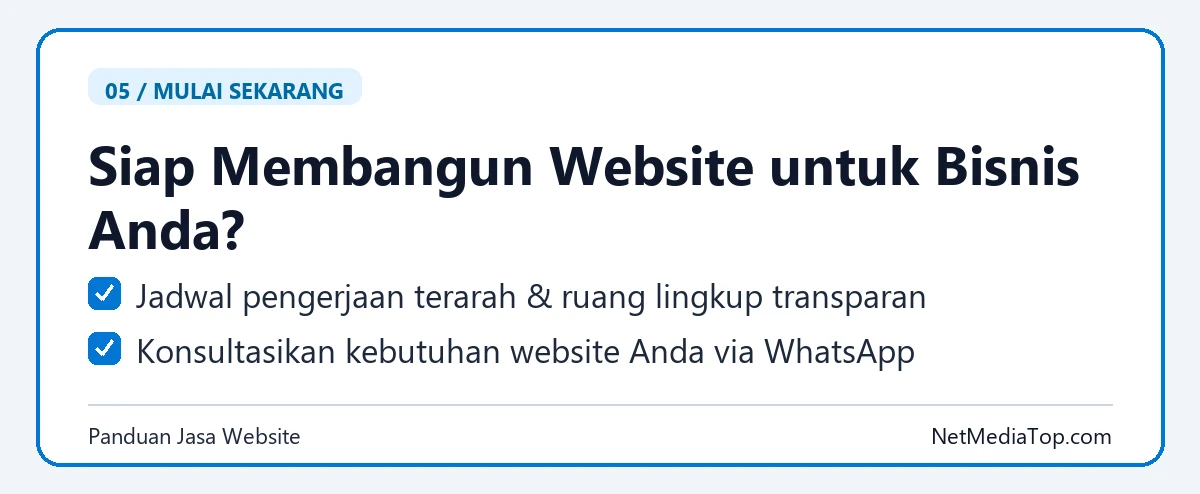 05 / MULAI SEKARANG
Siap Membangun Website untuk Bisnis
Anda?
Jadwal pengerjaan terarah & ruang lingkup transparan
Konsultasikan kebutuhan website Anda via WhatsApp
Panduan Jasa Website
NetMediaTop.com